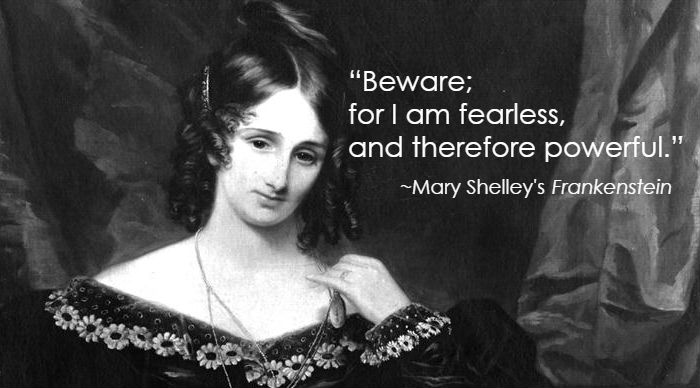 “Beware;
for I am fearless,
and therefore powerful.”
~Mary Shelley's Frankenstein